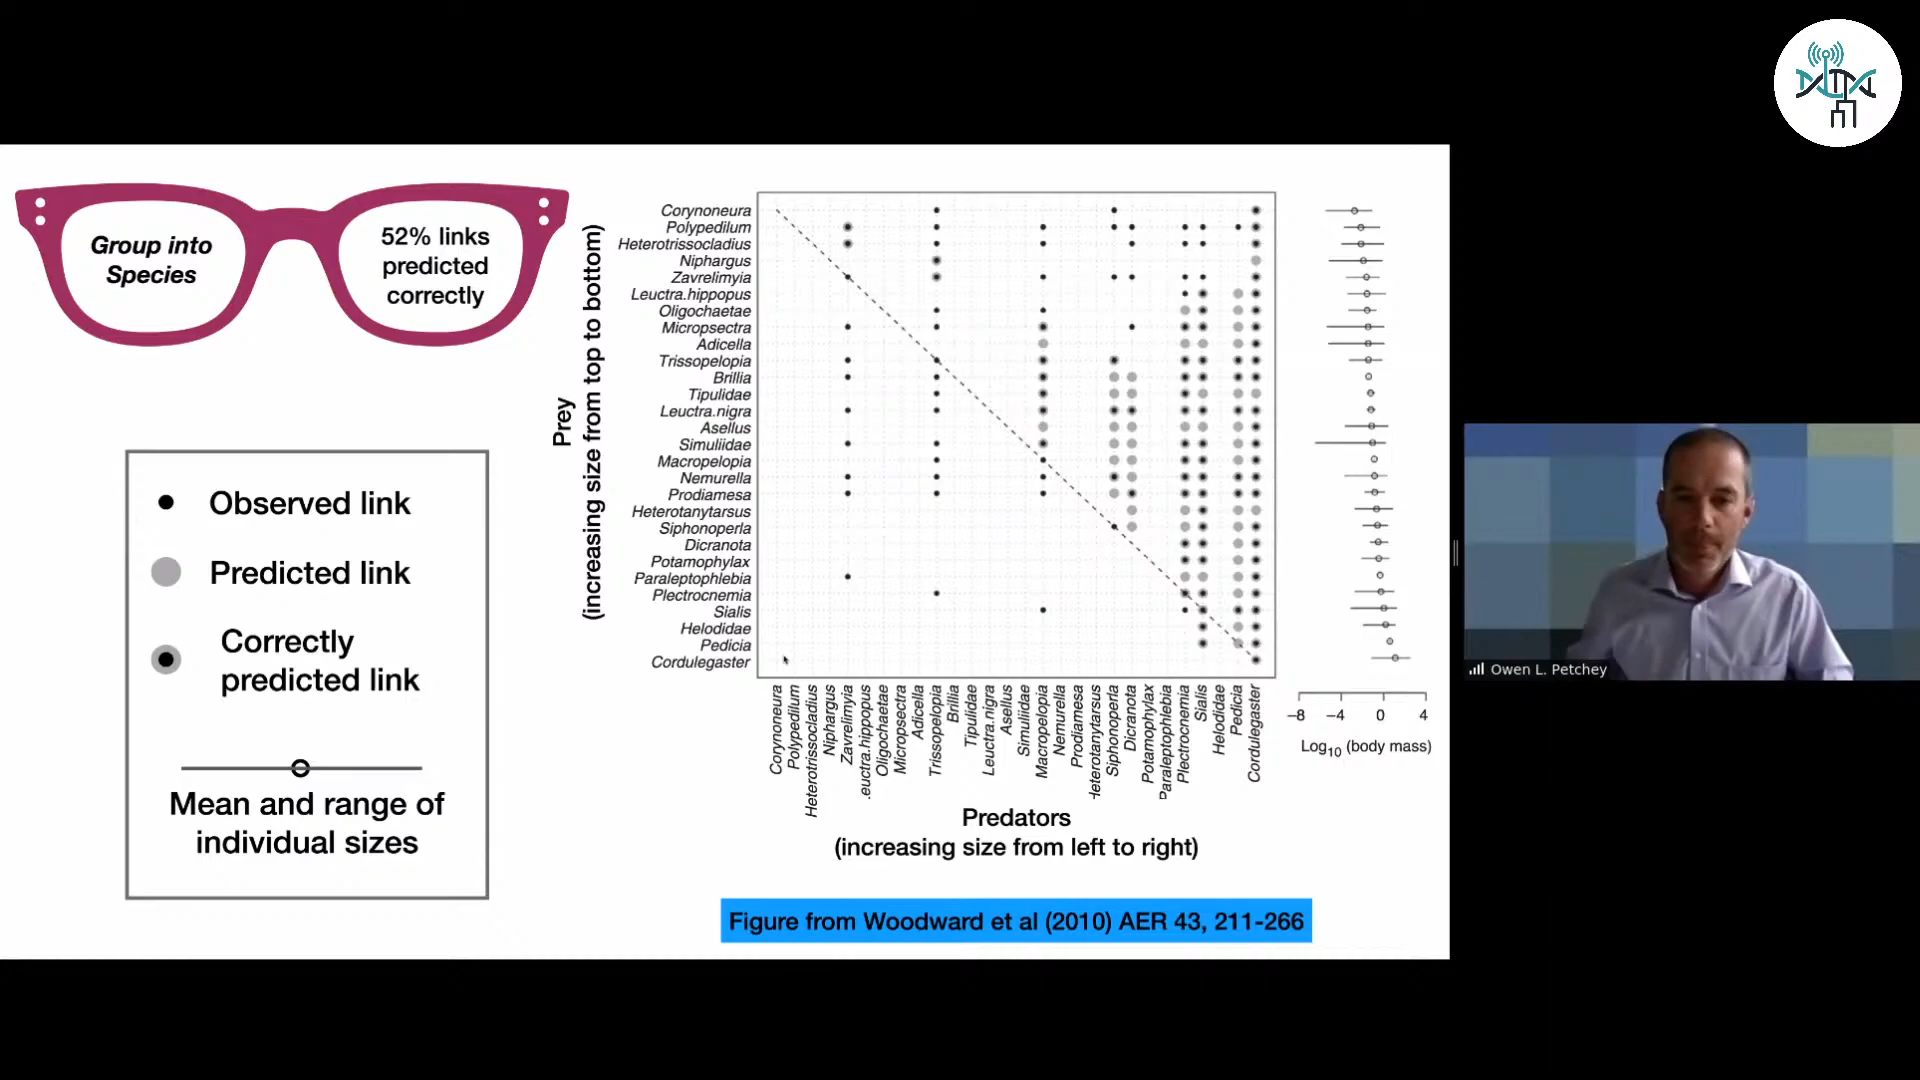 Group into
Species
52% links
predicted
correctly
Observed link
Predicted link
Correctly
predicted link
Mean and range of
individual sizes
Prey
(increasing size from top to bottom)
Corynoneura
Polypedilum
Heterotrissocladius
Niphargus
Zavrelimyia
Leuctra.hippopus
Oligochaetae
Micropsectra
Adicella
Trissopelopia
Brillia
Tipulidae
Leuctra.nigra
Asellus
Simuliidae
Macropelopia
Nemurella
Prodiamesa
Heterotanytarsus
Siphonoperla
Dicranota
Potamophylax
Paraleptophlebia
Plectrocnemia
Sialis
Helodidae
Pedicia
Cordulegaster
Corynoneura
Polypedilum
Heterotrissocladius
Niphargus
Zavrelimyia
.euctra.hippopus
Oligochaetae
Micropsectra
Adicella
Trissopelopia
Brillia
Tipulidae
Leuctra.nigra
Asellus
Simuliidae
Macropelopia
Nemurella
Prodiamesa
Heterotanytarsus
Siphonoperla
Dicranota
Potamophylax
Paraleptophlebia
Plectrocnemia
Sialis
Helodidae
Pedicia
Cordulegaster
Predators
(increasing size from left to right)
−8 −4 0 4
Log10 (body mass)
Figure from Woodward et al (2010) AER 43, 211-266
Owen L. Petchey